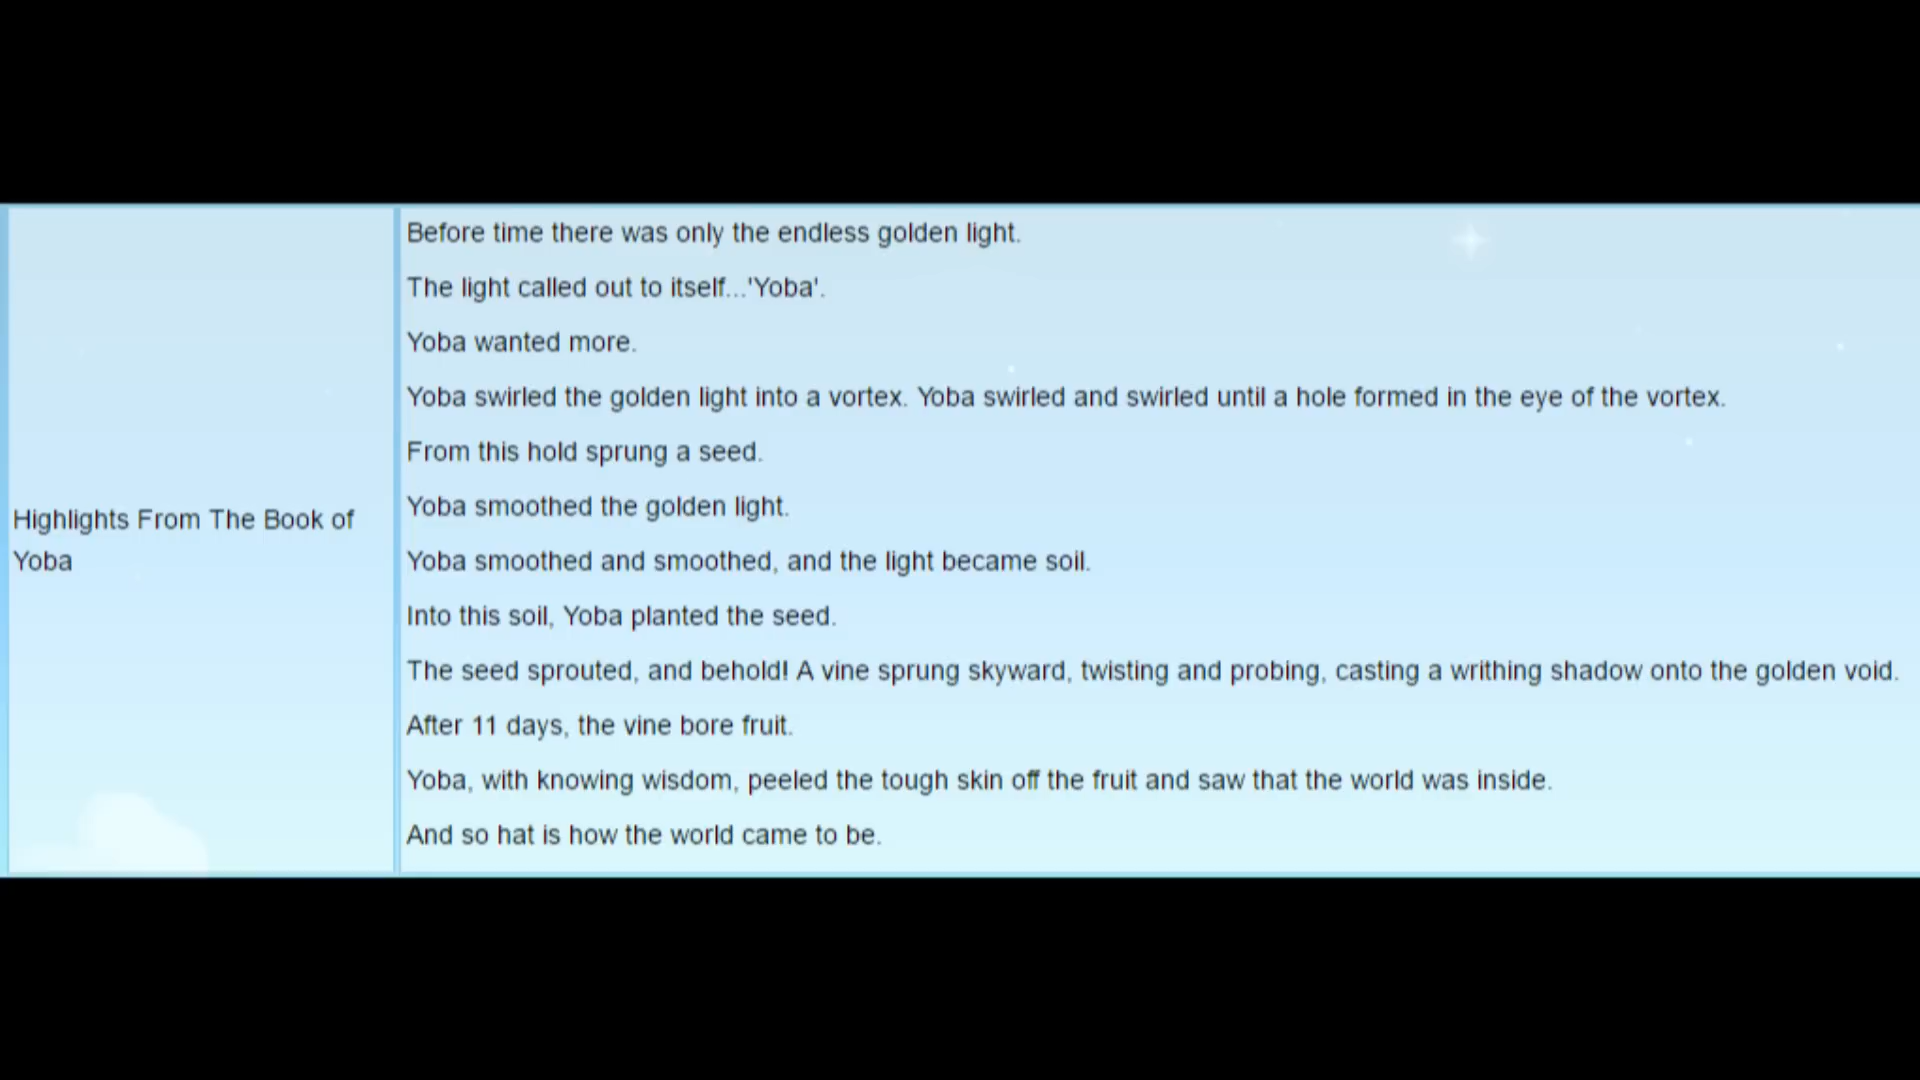 Highlights From The Book of
Yoba
Before time there was only the endless golden light.
The light called out to itself...'Yoba'.
Yoba wanted more.
Yoba swirled the golden light into a vortex. Yoba swirled and swirled until a hole formed in the eye of the vortex.
From this hold sprung a seed.
Yoba smoothed the golden light.
Yoba smoothed and smoothed, and the light became soil.
Into this soil, Yoba planted the seed.
The seed sprouted, and behold! A vine sprung skyward, twisting and probing, casting a writhing shadow onto the golden void.
After 11 days, the vine bore fruit.
Yoba, with knowing wisdom, peeled the tough skin off the fruit and saw that the world was inside.
And so hat is how the world came to be.